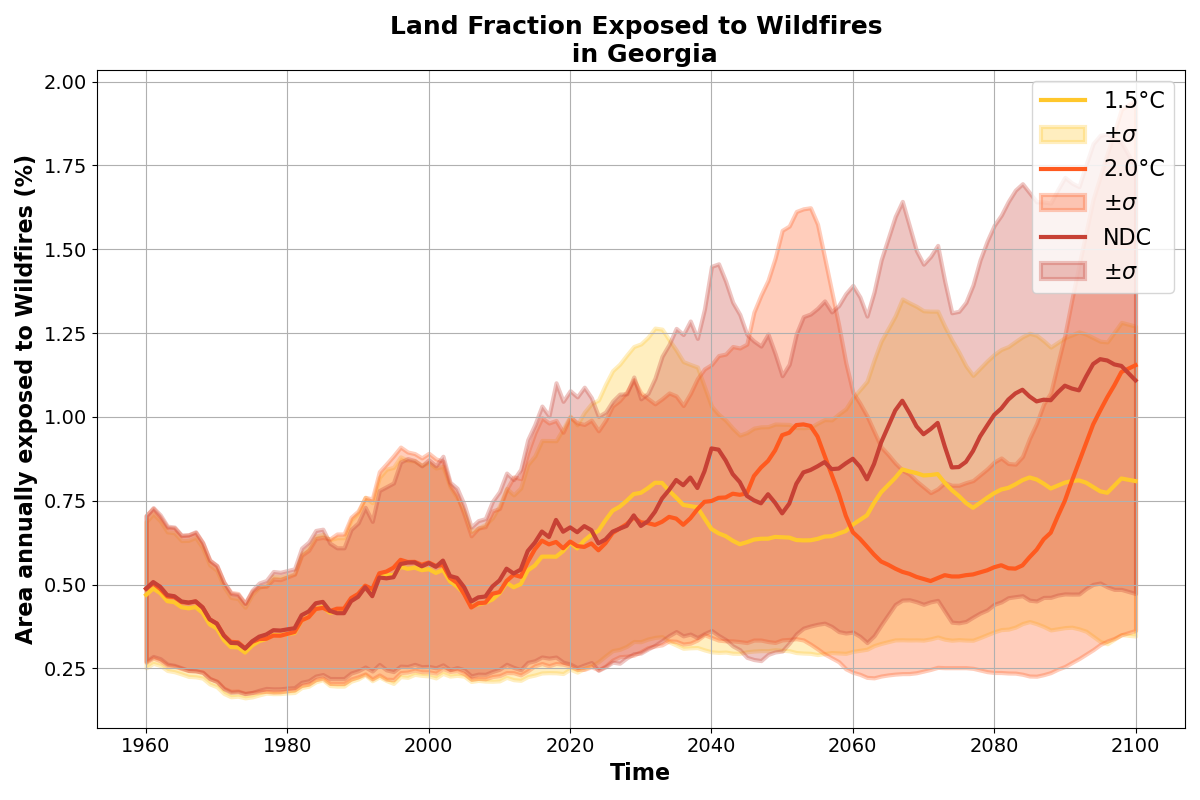 Land Fraction Exposed to Wildfires
in Georgia
Area annually exposed to Wildfires (%)
2.00
1.75
1.50
1.25
1.00
0.75
0.50
0.25
1960
1980
2000
2020
2040
2060
2080
2100
Time
1.5°C
±σ
2.0°C
±σ
NDC
±σ